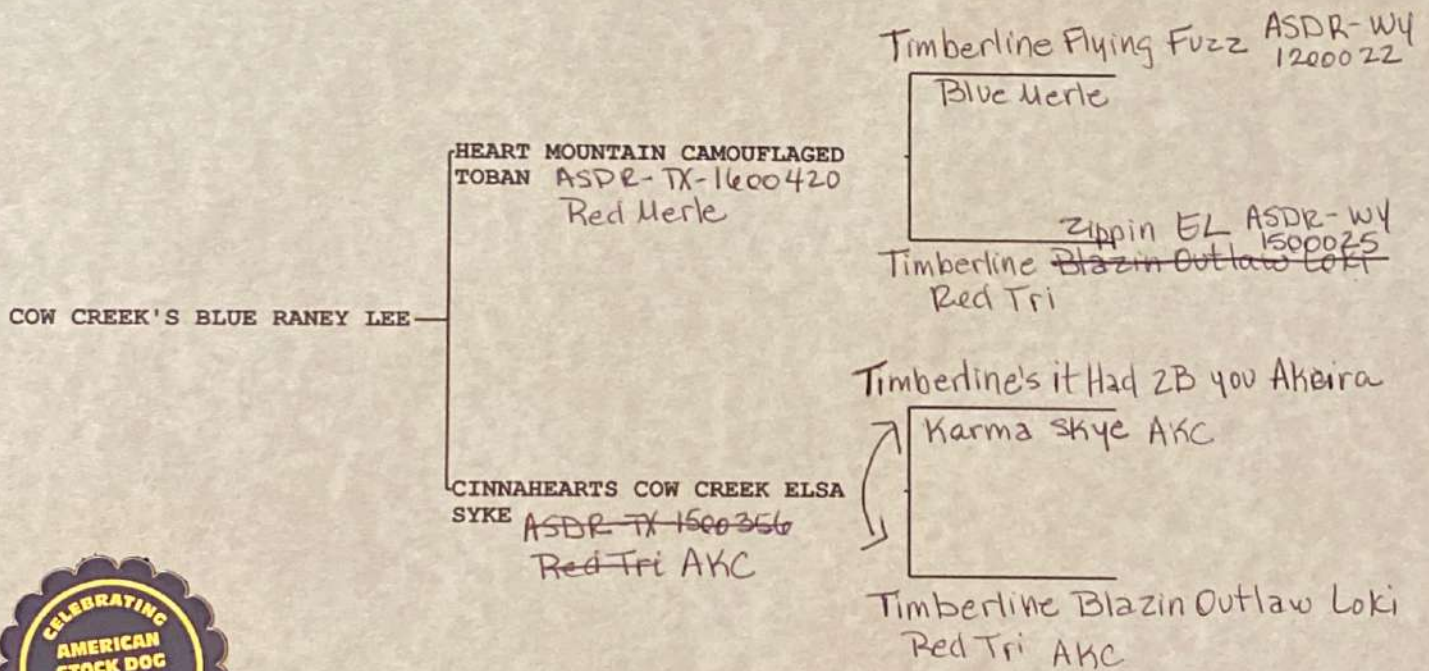 Timberline Flying Fuzz ASDR-WY
1200022
Blue Merle
HEART MOUNTAIN CAMOUFLAGED
TOBAN ASDR-TX-1600420
Red Merle
Zippin EL ASDR-WY
1500025
Timberline Blazin Outlaw Loki
Red Tri
COW CREEK'S BLUE RANEY LEE
Timberline's it Had 2B you Akeira
Karma Skye AKC
CINNAHEARTS COW CREEK ELSA
SYKE ASDR-TX-1500356
Red Tri AKC
Timberline Blazin Outlaw Loki
Red Tri AKC
CELEBRATING
AMERICAN
STOCK DOG